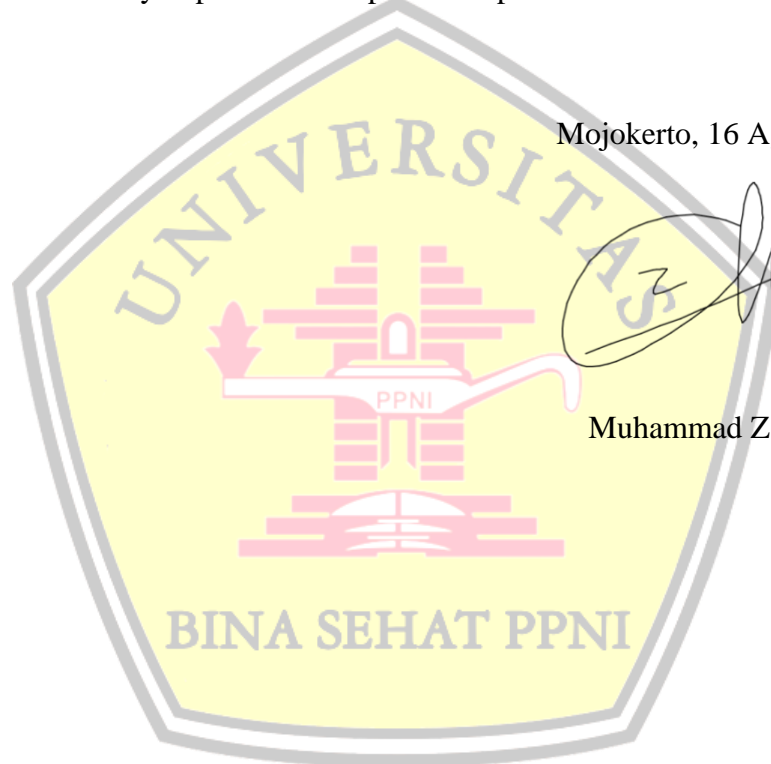 Mojokerto, 16 A
UNIVERSITAS
PPNI
Muhammad Z
BINA SEHAT PPNI